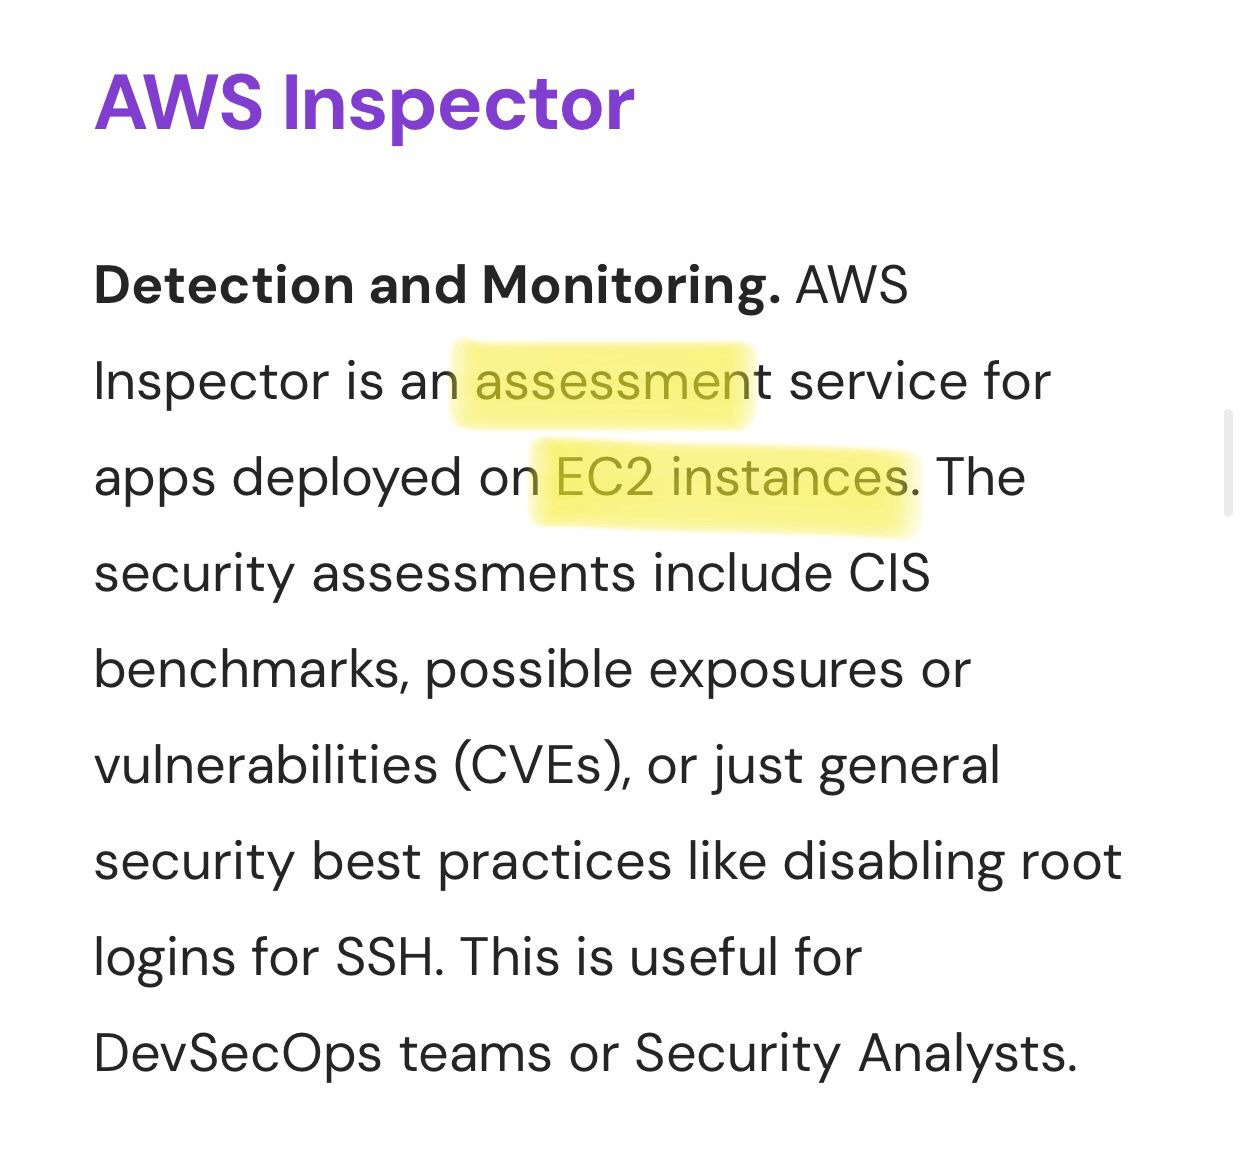 AWS Inspector
Detection and Monitoring. AWS
Inspector is an assessment service for
apps deployed on EC2 instances. The
security assessments include CIS
benchmarks, possible exposures or
vulnerabilities (CVEs), or just general
security best practices like disabling root
logins for SSH. This is useful for
DevSecOps teams or Security Analysts.